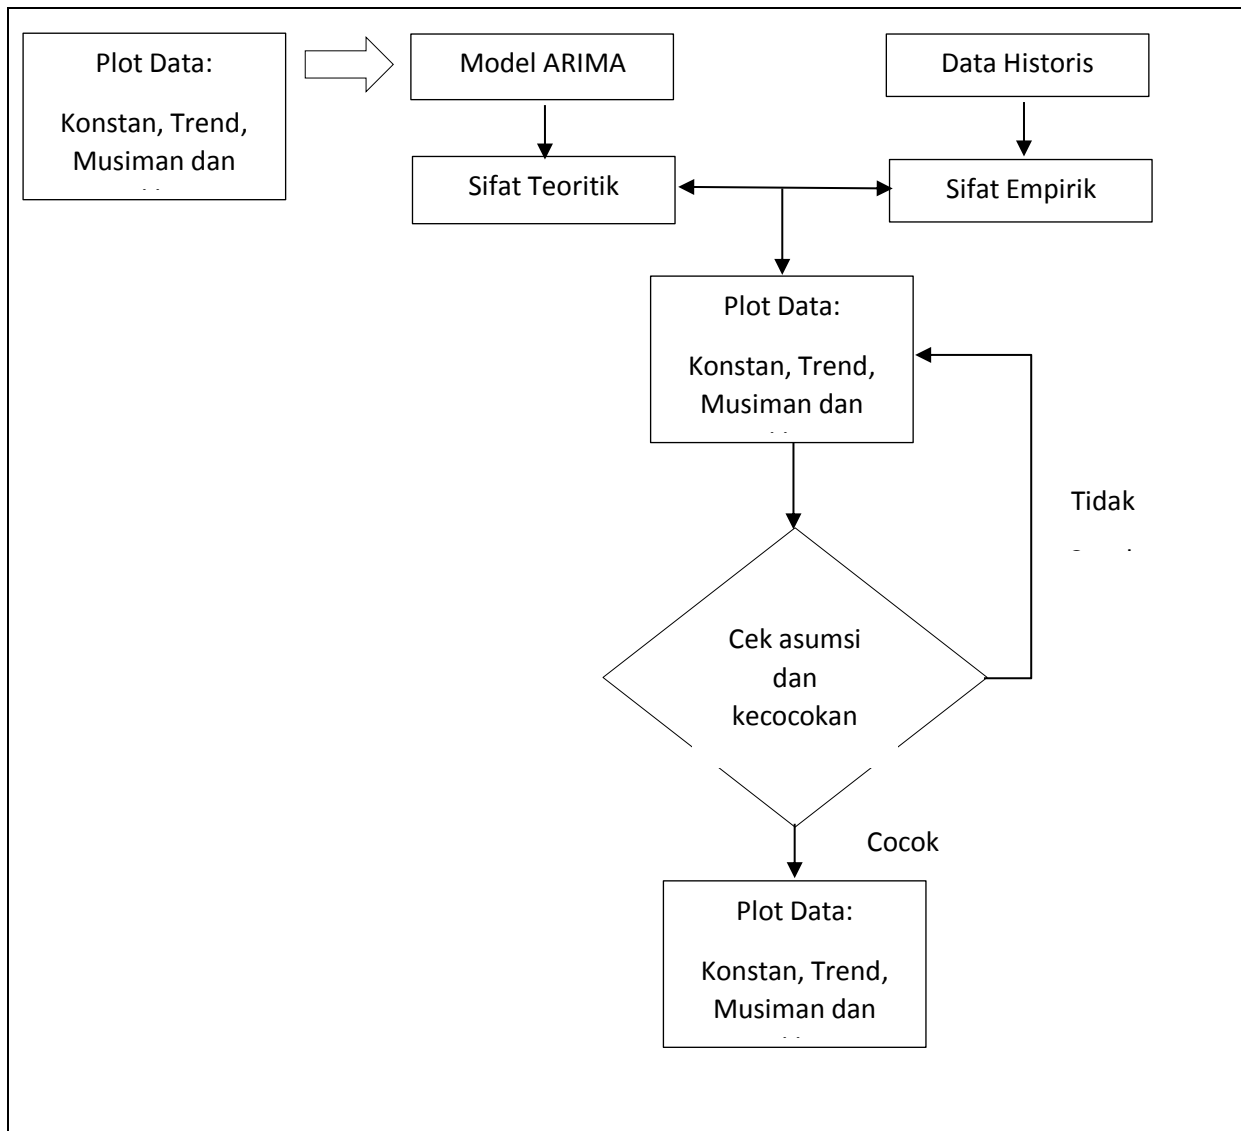 Plot Data:
Konstan, Trend,
Musiman dan
Model ARIMA
Data Historis
Sifat Teoritik
Sifat Empirik
Plot Data:
Konstan, Trend,
Musiman dan
Tidak
Cek asumsi
dan
kecocokan
Cocok
Plot Data:
Konstan, Trend,
Musiman dan